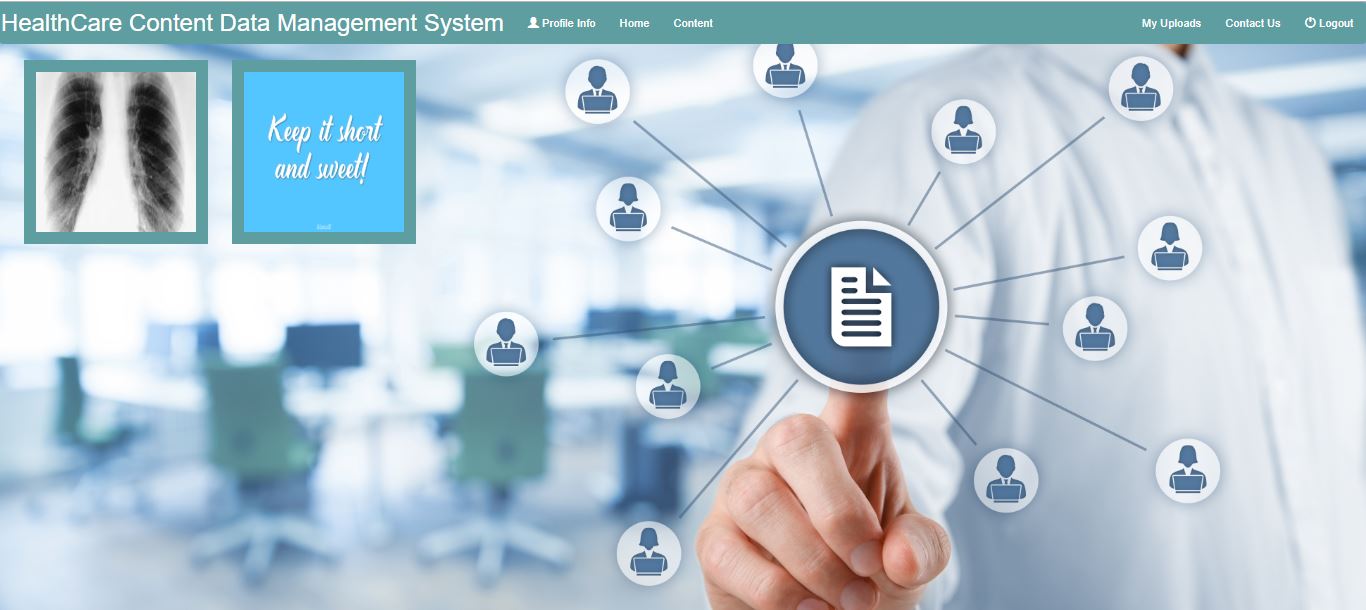 HealthCare Content Data Management System
Profile Info
Home
Content
My Uploads
Contact Us
Logout
Keep it short
and sweet!